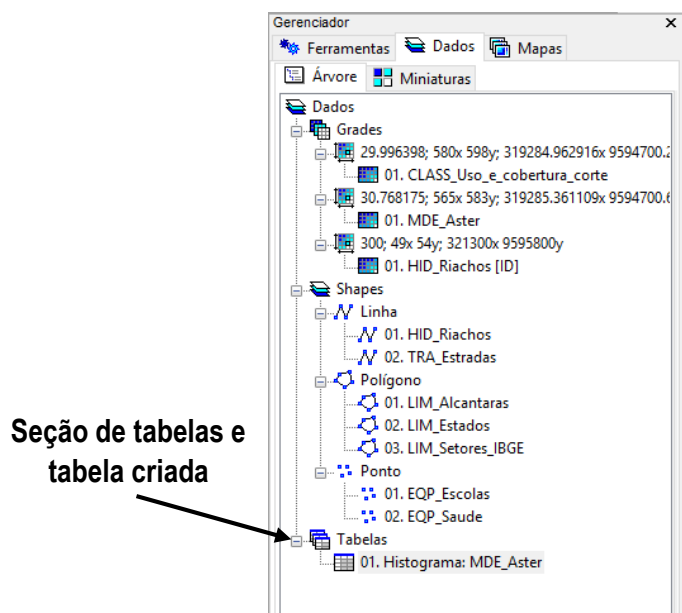 Gerenciador
Ferramentas Dados Mapas
Árvore Miniaturas
Dados
Grades
29.996398; 580x 598y; 319284.962916x 9594700.2
01. CLASS_Uso_e_cobertura_corte
30.768175; 565x 583y; 319285.361109x 9594700.6
01. MDE_Aster
300; 49x 54y; 321300x 9595800y
01. HID_Riachos [ID]
Shapes
Linha
01. HID_Riachos
02. TRA_Estradas
Polígono
01. LIM_Alcantaras
02. LIM_Estados
03. LIM_Setores_IBGE
Ponto
01. EQP_Escolas
02. EQP_Saude
Tabelas
01. Histograma: MDE_Aster
Seção de tabelas e
tabela criada